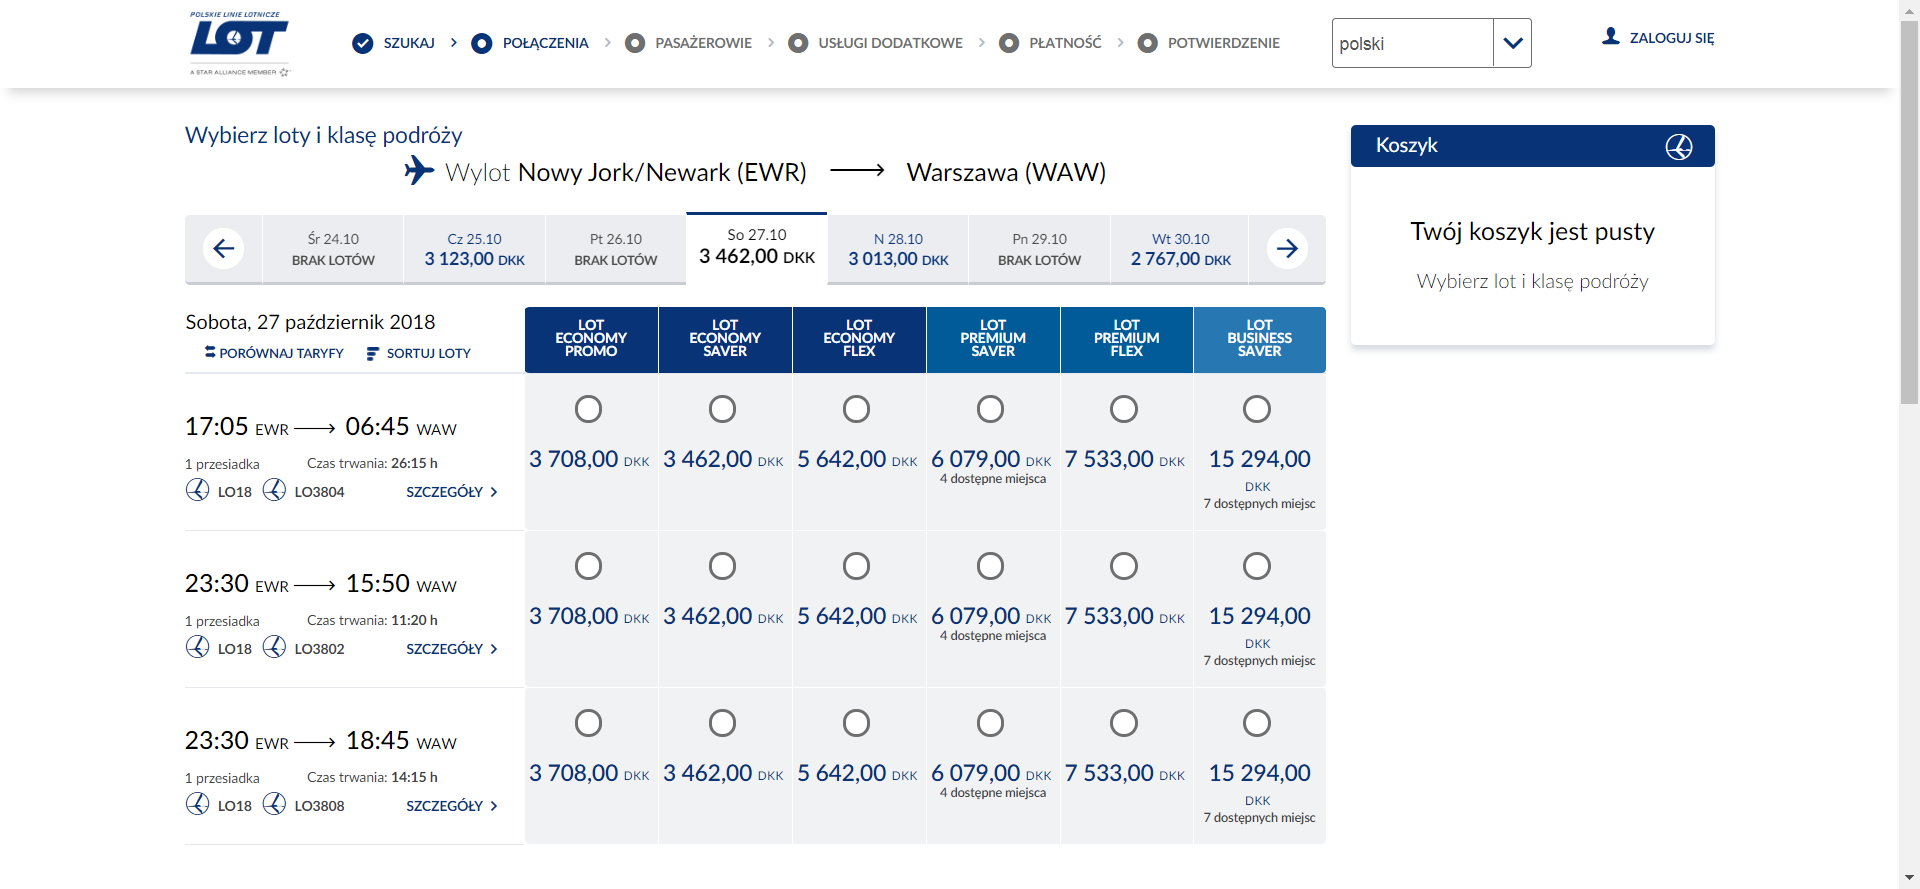 POLSKIE LINIE LOTNICZE
LOT
A STAR ALLIANCE MEMBER
SZUKAJ
POŁĄCZENIA
PASAŻEROWIE
USŁUGI DODATKOWE
PŁATNOŚĆ
POTWIERDZENIE
polski
ZALOGUJ SIĘ
Wybierz loty i klasę podróży
Wylot Nowy Jork/Newark (EWR) Warszawa (WAW)
Śr 24.10
BRAK LOTÓW
Cz 25.10
3 123,00 DKK
Pt 26.10
BRAK LOTÓW
So 27.10
3 462,00 DKK
N 28.10
3 013,00 DKK
Pn 29.10
BRAK LOTÓW
Wt 30.10
2 767,00 DKK
Koszyk
Twój koszyk jest pusty
Wybierz lot i klasę podróży
Sobota, 27 październik 2018
PORÓWNAJ TARYFY
SORTUJ LOTY
LOT
ECONOMY
PROMO
LOT
ECONOMY
SAVER
LOT
ECONOMY
FLEX
LOT
PREMIUM
SAVER
LOT
PREMIUM
FLEX
LOT
BUSINESS
SAVER
17:05 EWR 06:45 WAW
1 przesiadka Czas trwania: 26:15 h
LO18 LO3804 SZCZEGÓŁY
3 708,00 DKK
3 462,00 DKK
5 642,00 DKK
6 079,00 DKK
4 dostępne miejsca
7 533,00 DKK
15 294,00
DKK
7 dostępnych miejsc
23:30 EWR 15:50 WAW
1 przesiadka Czas trwania: 11:20 h
LO18 LO3802 SZCZEGÓŁY
3 708,00 DKK
3 462,00 DKK
5 642,00 DKK
6 079,00 DKK
4 dostępne miejsca
7 533,00 DKK
15 294,00
DKK
7 dostępnych miejsc
23:30 EWR 18:45 WAW
1 przesiadka Czas trwania: 14:15 h
LO18 LO3808 SZCZEGÓŁY
3 708,00 DKK
3 462,00 DKK
5 642,00 DKK
6 079,00 DKK
4 dostępne miejsca
7 533,00 DKK
15 294,00
DKK
7 dostępnych miejsc